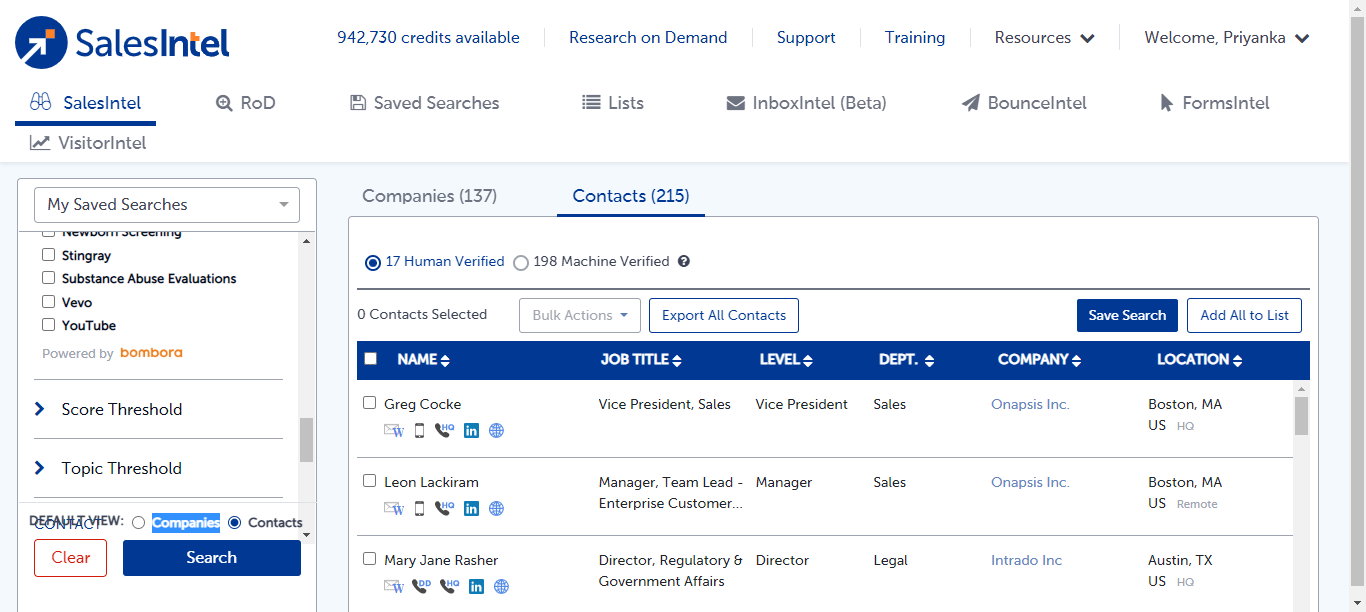 SalesIntel
942,730 credits available
Research on Demand
Support
Training
Resources
Welcome, Priyanka
SalesIntel
RoD
Saved Searches
Lists
InboxIntel (Beta)
BounceIntel
FormsIntel
VisitorIntel
My Saved Searches
Newborn Screening
Stingray
Substance Abuse Evaluations
Vevo
YouTube
Powered by bombora
Score Threshold
Topic Threshold
CONTACT
DEFAULT VIEW: Companies Contacts
Clear
Search
Companies (137)
Contacts (215)
17 Human Verified
198 Machine Verified ?
0 Contacts Selected
Bulk Actions
Export All Contacts
Save Search
Add All to List
NAME JOB TITLE LEVEL DEPT. COMPANY LOCATION
Greg Cocke Vice President, Sales Vice President Sales Onapsis Inc. Boston, MA
W HQ in US HQ
Leon Lackiram Manager, Team Lead - Manager Sales Onapsis Inc. Boston, MA
W HQ in Enterprise Customer... US Remote
Mary Jane Rasher Director, Regulatory & Director Legal Intrado Inc Austin, TX
W DD HQ in Government Affairs US HQ